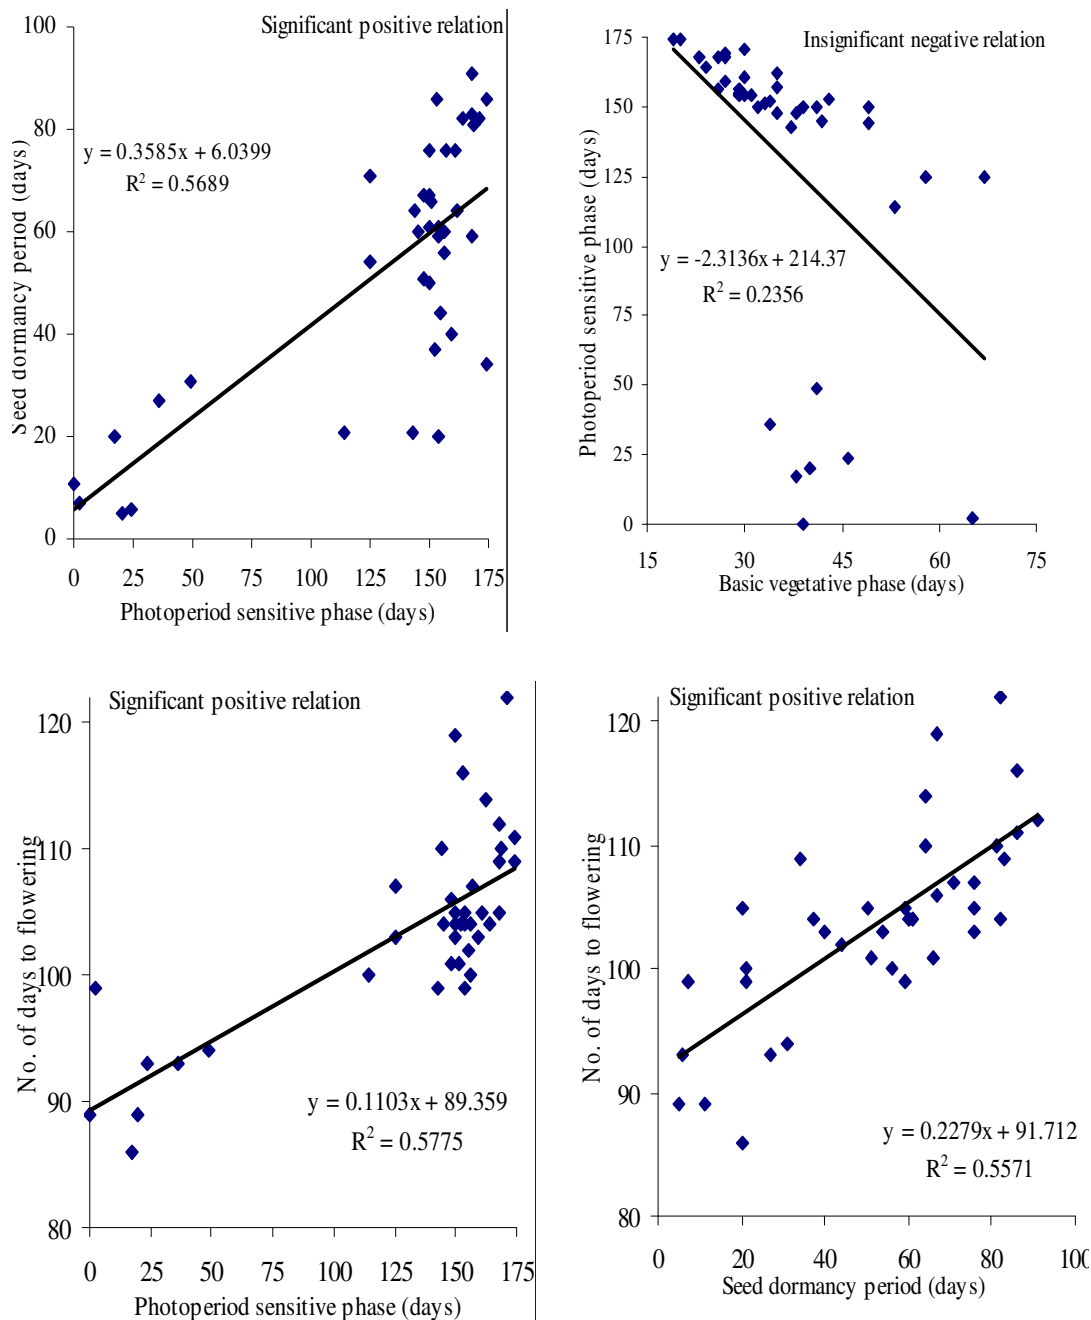 Significant positive relation
100
80
60
40
20
0
Seed dormancy period (days)
y = 0.3585x + 6.0399
R² = 0.5689
0 25 50 75 100 125 150 175
Photoperiod sensitive phase (days)
Insignificant negative relation
175
150
125
100
75
50
25
0
Photoperiod sensitive phase (days)
y = -2.3136x + 214.37
R² = 0.2356
15 30 45 60 75
Basic vegetative phase (days)
Significant positive relation
120
110
100
90
80
No. of days to flowering
y = 0.1103x + 89.359
R² = 0.5775
0 25 50 75 100 125 150 175
Photoperiod sensitive phase (days)
Significant positive relation
120
110
100
90
80
No. of days to flowering
y = 0.2279x + 91.712
R² = 0.5571
0 20 40 60 80 100
Seed dormancy period (days)